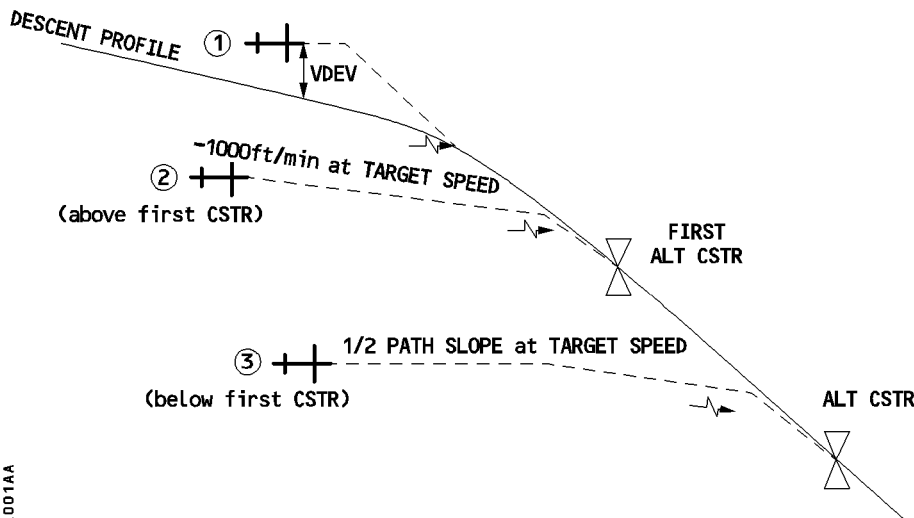 DESCENT PROFILE
1
VDEV
-1000ft/min at TARGET SPEED
2
(above first CSTR)
FIRST
ALT CSTR
3
1/2 PATH SLOPE at TARGET SPEED
(below first CSTR)
ALT CSTR
001AA